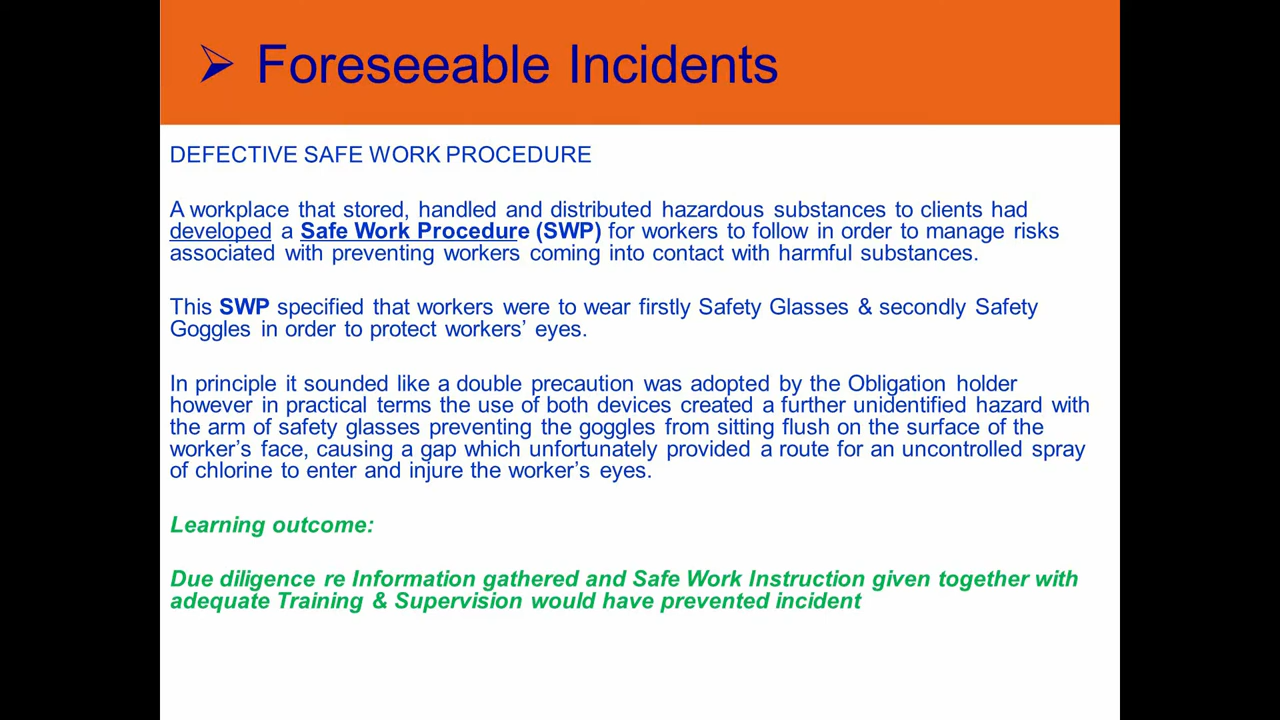 ➢ Foreseeable Incidents
DEFECTIVE SAFE WORK PROCEDURE
A workplace that stored, handled and distributed hazardous substances to clients had
developed a Safe Work Procedure (SWP) for workers to follow in order to manage risks
associated with preventing workers coming into contact with harmful substances.
This SWP specified that workers were to wear firstly Safety Glasses & secondly Safety
Goggles in order to protect workers’ eyes.
In principle it sounded like a double precaution was adopted by the Obligation holder
however in practical terms the use of both devices created a further unidentified hazard with
the arm of safety glasses preventing the goggles from sitting flush on the surface of the
worker’s face, causing a gap which unfortunately provided a route for an uncontrolled spray
of chlorine to enter and injure the worker’s eyes.
Learning outcome:
Due diligence re Information gathered and Safe Work Instruction given together with
adequate Training & Supervision would have prevented incident